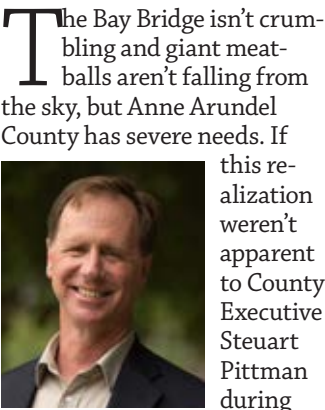 The Bay Bridge isn't crum-
bling and giant meat-
balls aren't falling from
the sky, but Anne Arundel
County has severe needs. If
this re-
alization
weren't
apparent
to County
Executive
Steuart
Pittman
during